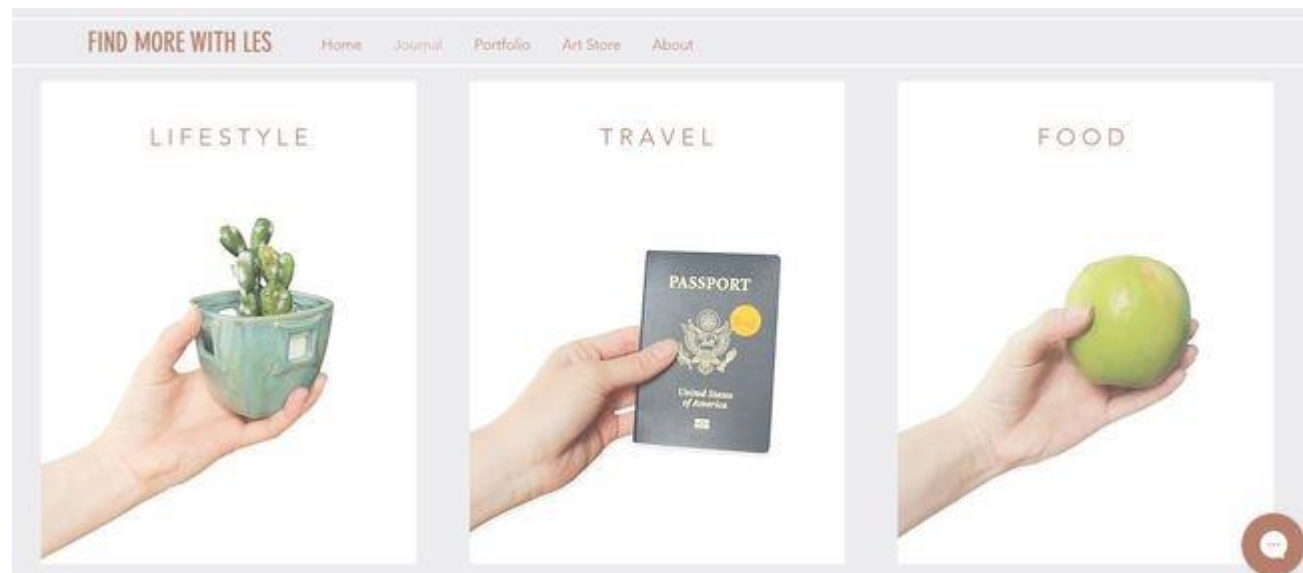 FIND MORE WITH LES
Home Journal Portfolio Art Store About
LIFESTYLE
TRAVEL
FOOD
PASSPORT
United States
of America